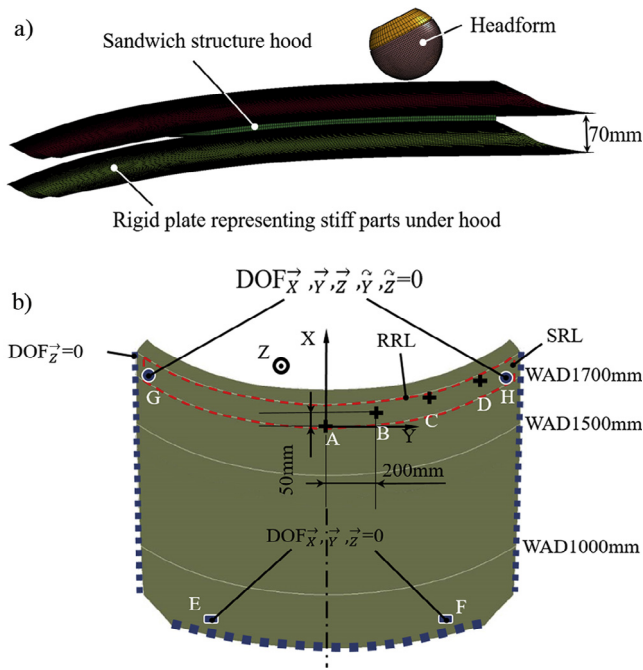 a)
Sandwich structure hood
Headform
70mm
Rigid plate representing stiff parts under hood
b)
DOF X⃗ ,Y⃗ ,Z⃗ ,Ỹ ,Z̃=0
X
DOF Z⃗=0
Z
RRL
SRL
WAD1700mm
G
D
H
C
WAD1500mm
A
B
Y
50mm
200mm
DOF X⃗, Y⃗ ,Z⃗=0
WAD1000mm
E
F